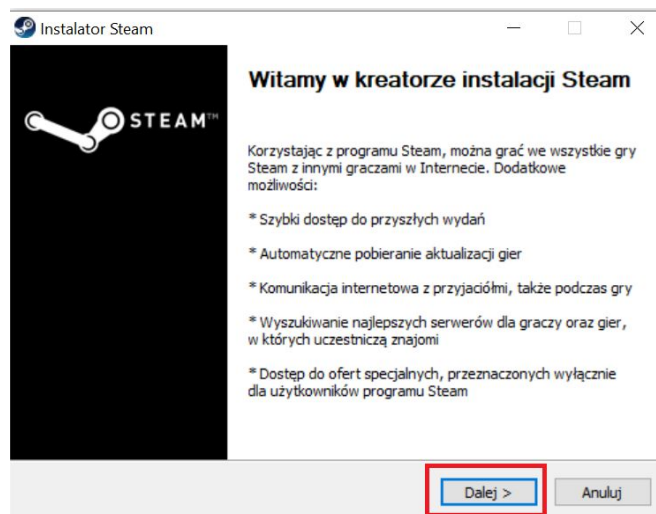 Instalator Steam
STEAM™
Witamy w kreatorze instalacji Steam
Korzystając z programu Steam, można grać we wszystkie gry
Steam z innymi graczami w Internecie. Dodatkowe
możliwości:
* Szybki dostęp do przyszłych wydań
* Automatyczne pobieranie aktualizacji gier
* Komunikacja internetowa z przyjaciółmi, także podczas gry
* Wyszukiwanie najlepszych serwerów dla graczy oraz gier,
w których uczestniczą znajomi
* Dostęp do ofert specjalnych, przeznaczonych wyłącznie
dla użytkowników programu Steam
Dalej >
Anuluj